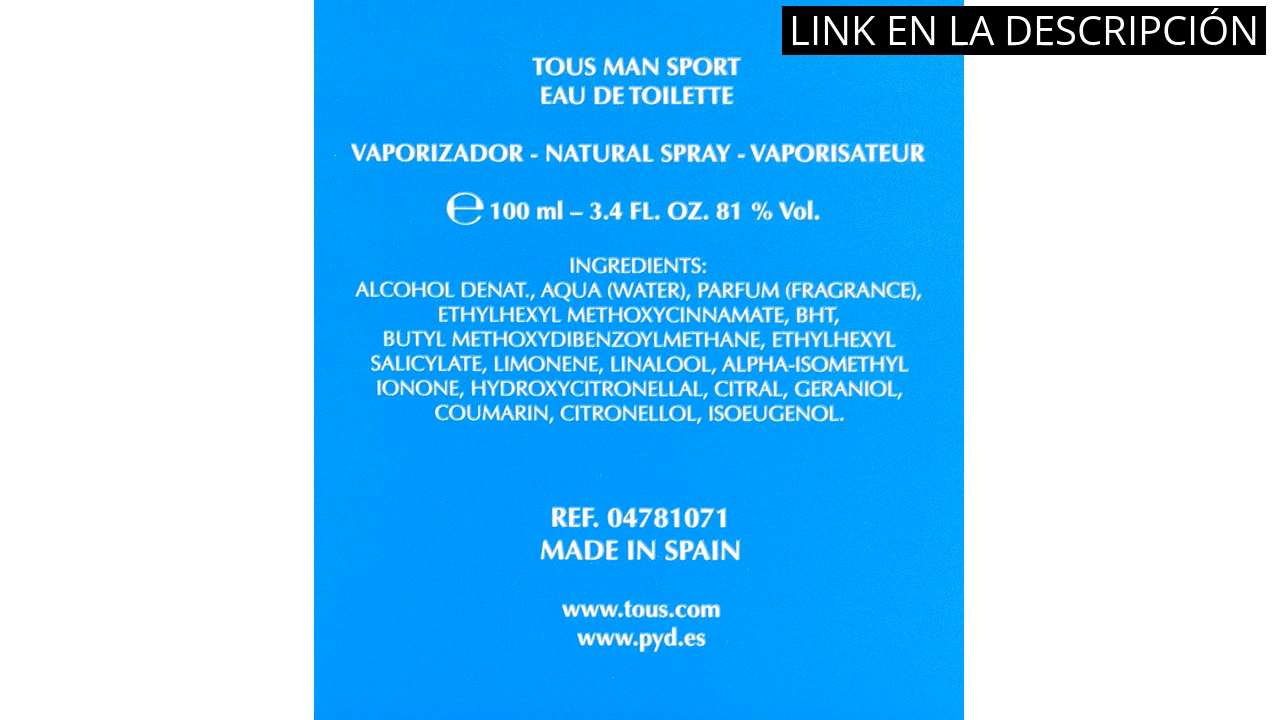 LINK EN LA DESCRIPCIÓN
TOUS MAN SPORT
EAU DE TOILETTE
VAPORIZADOR - NATURAL SPRAY - VAPORISATEUR
℮ 100 ml – 3.4 FL. OZ. 81 % Vol.
INGREDIENTS:
ALCOHOL DENAT., AQUA (WATER), PARFUM (FRAGRANCE),
ETHYLHEXYL METHOXYCINNAMATE, BHT,
BUTYL METHOXYDIBENZOYLMETHANE, ETHYLHEXYL
SALICYLATE, LIMONENE, LINALOOL, ALPHA-ISOMETHYL
IONONE, HYDROXYCITRONELLAL, CITRAL, GERANIOL,
COUMARIN, CITRONELLOL, ISOEUGENOL.
REF. 04781071
MADE IN SPAIN
www.tous.com
www.pyd.es